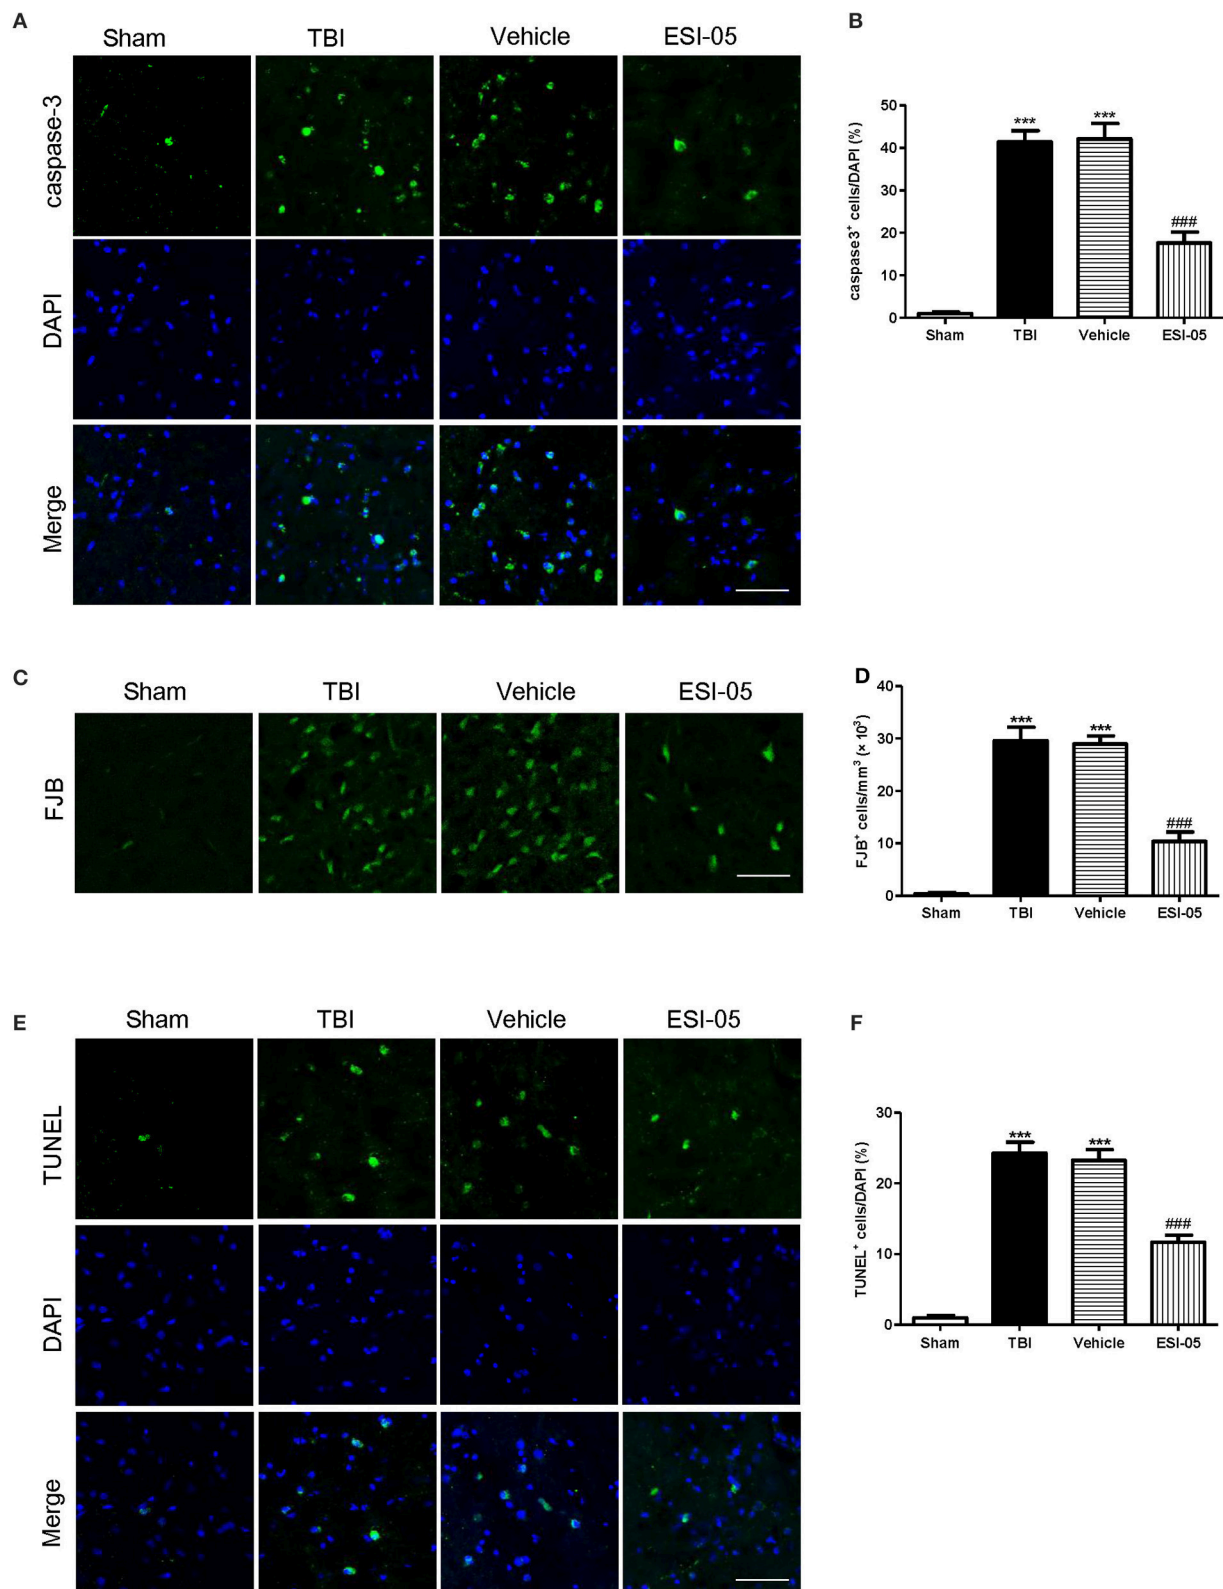 A
Sham TBI Vehicle ESI-05
caspase-3
DAPI
Merge
B
caspase3⁺ cells/DAPI (%)
50
40
30
20
10
0
*** *** ###
Sham TBI Vehicle ESI-05
C
Sham TBI Vehicle ESI-05
FJB
D
FJB⁺ cells/mm³ (× 10³)
40
30
20
10
0
*** *** ###
Sham TBI Vehicle ESI-05
E
Sham TBI Vehicle ESI-05
TUNEL
DAPI
Merge
F
TUNEL⁺ cells/DAPI (%)
30
20
10
0
*** *** ###
Sham TBI Vehicle ESI-05